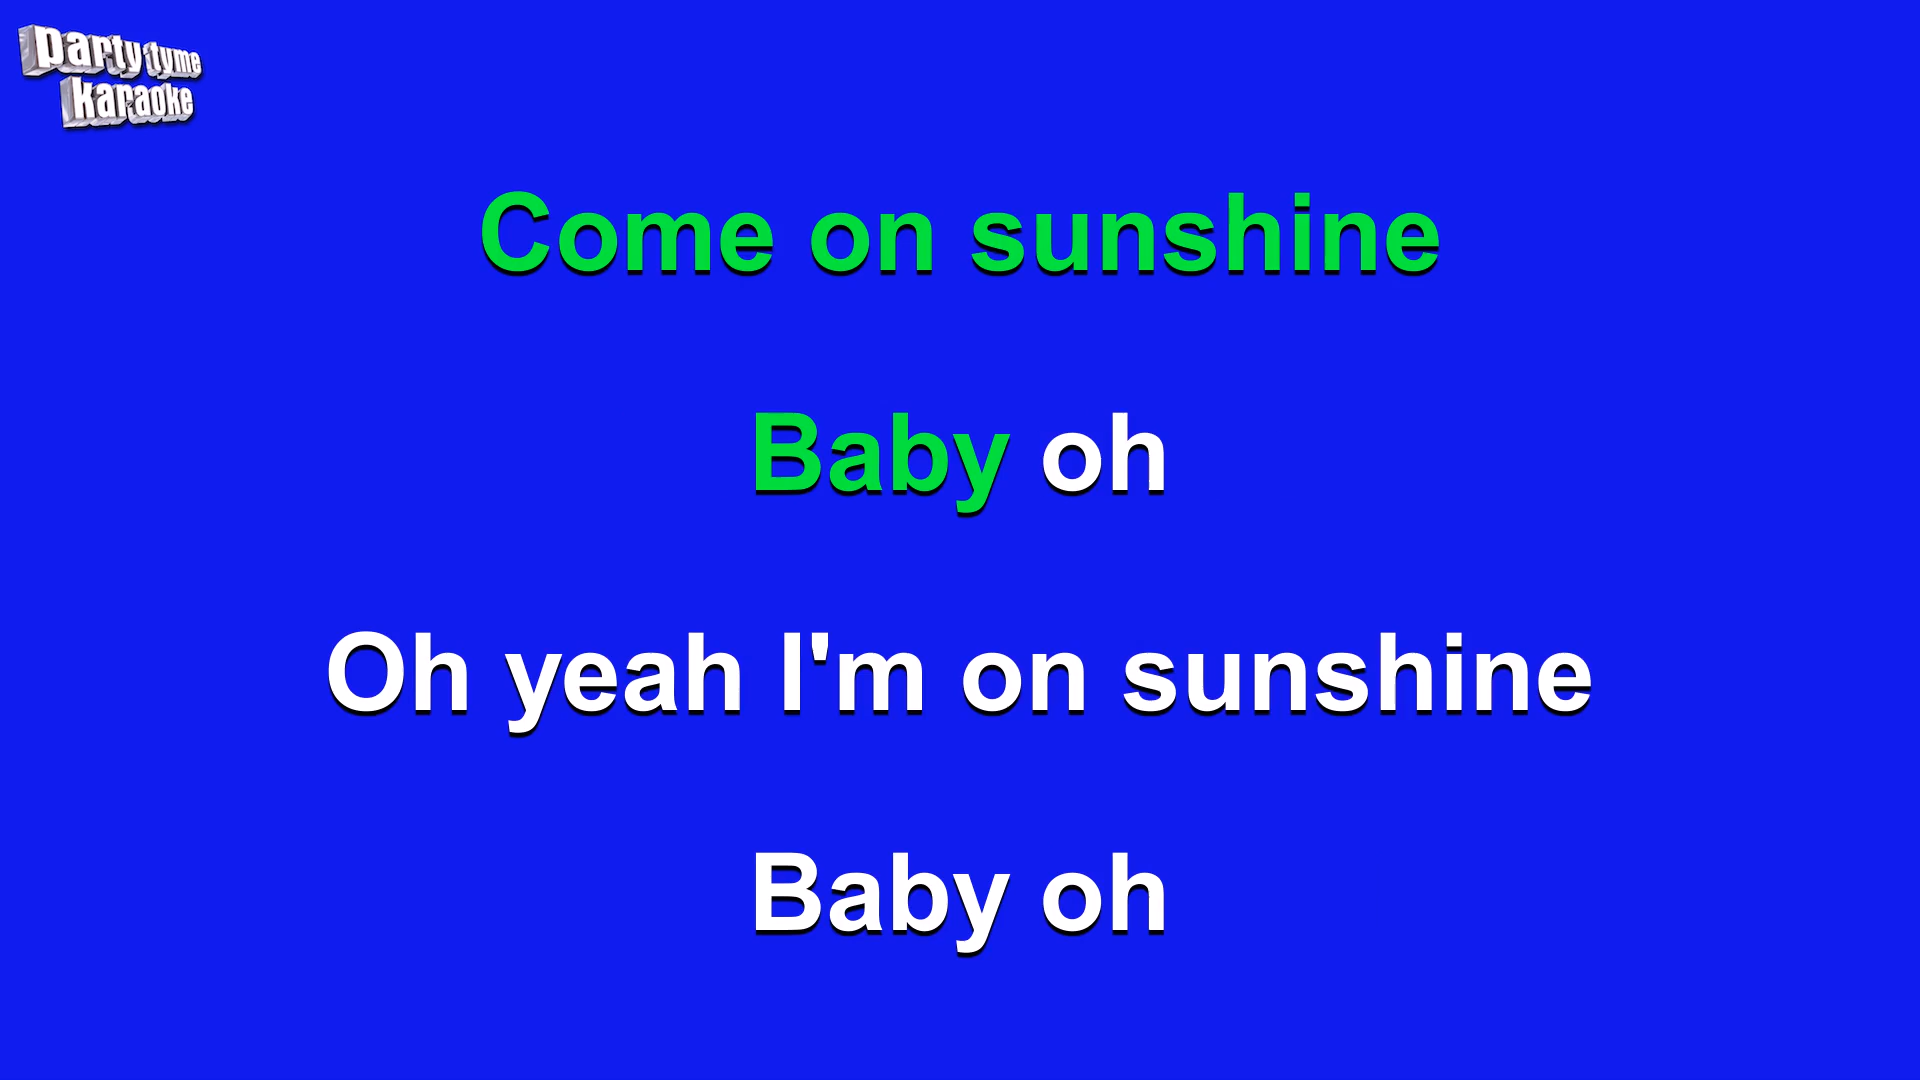 party tyme
karaoke
Come on sunshine
Baby oh
Oh yeah I'm on sunshine
Baby oh